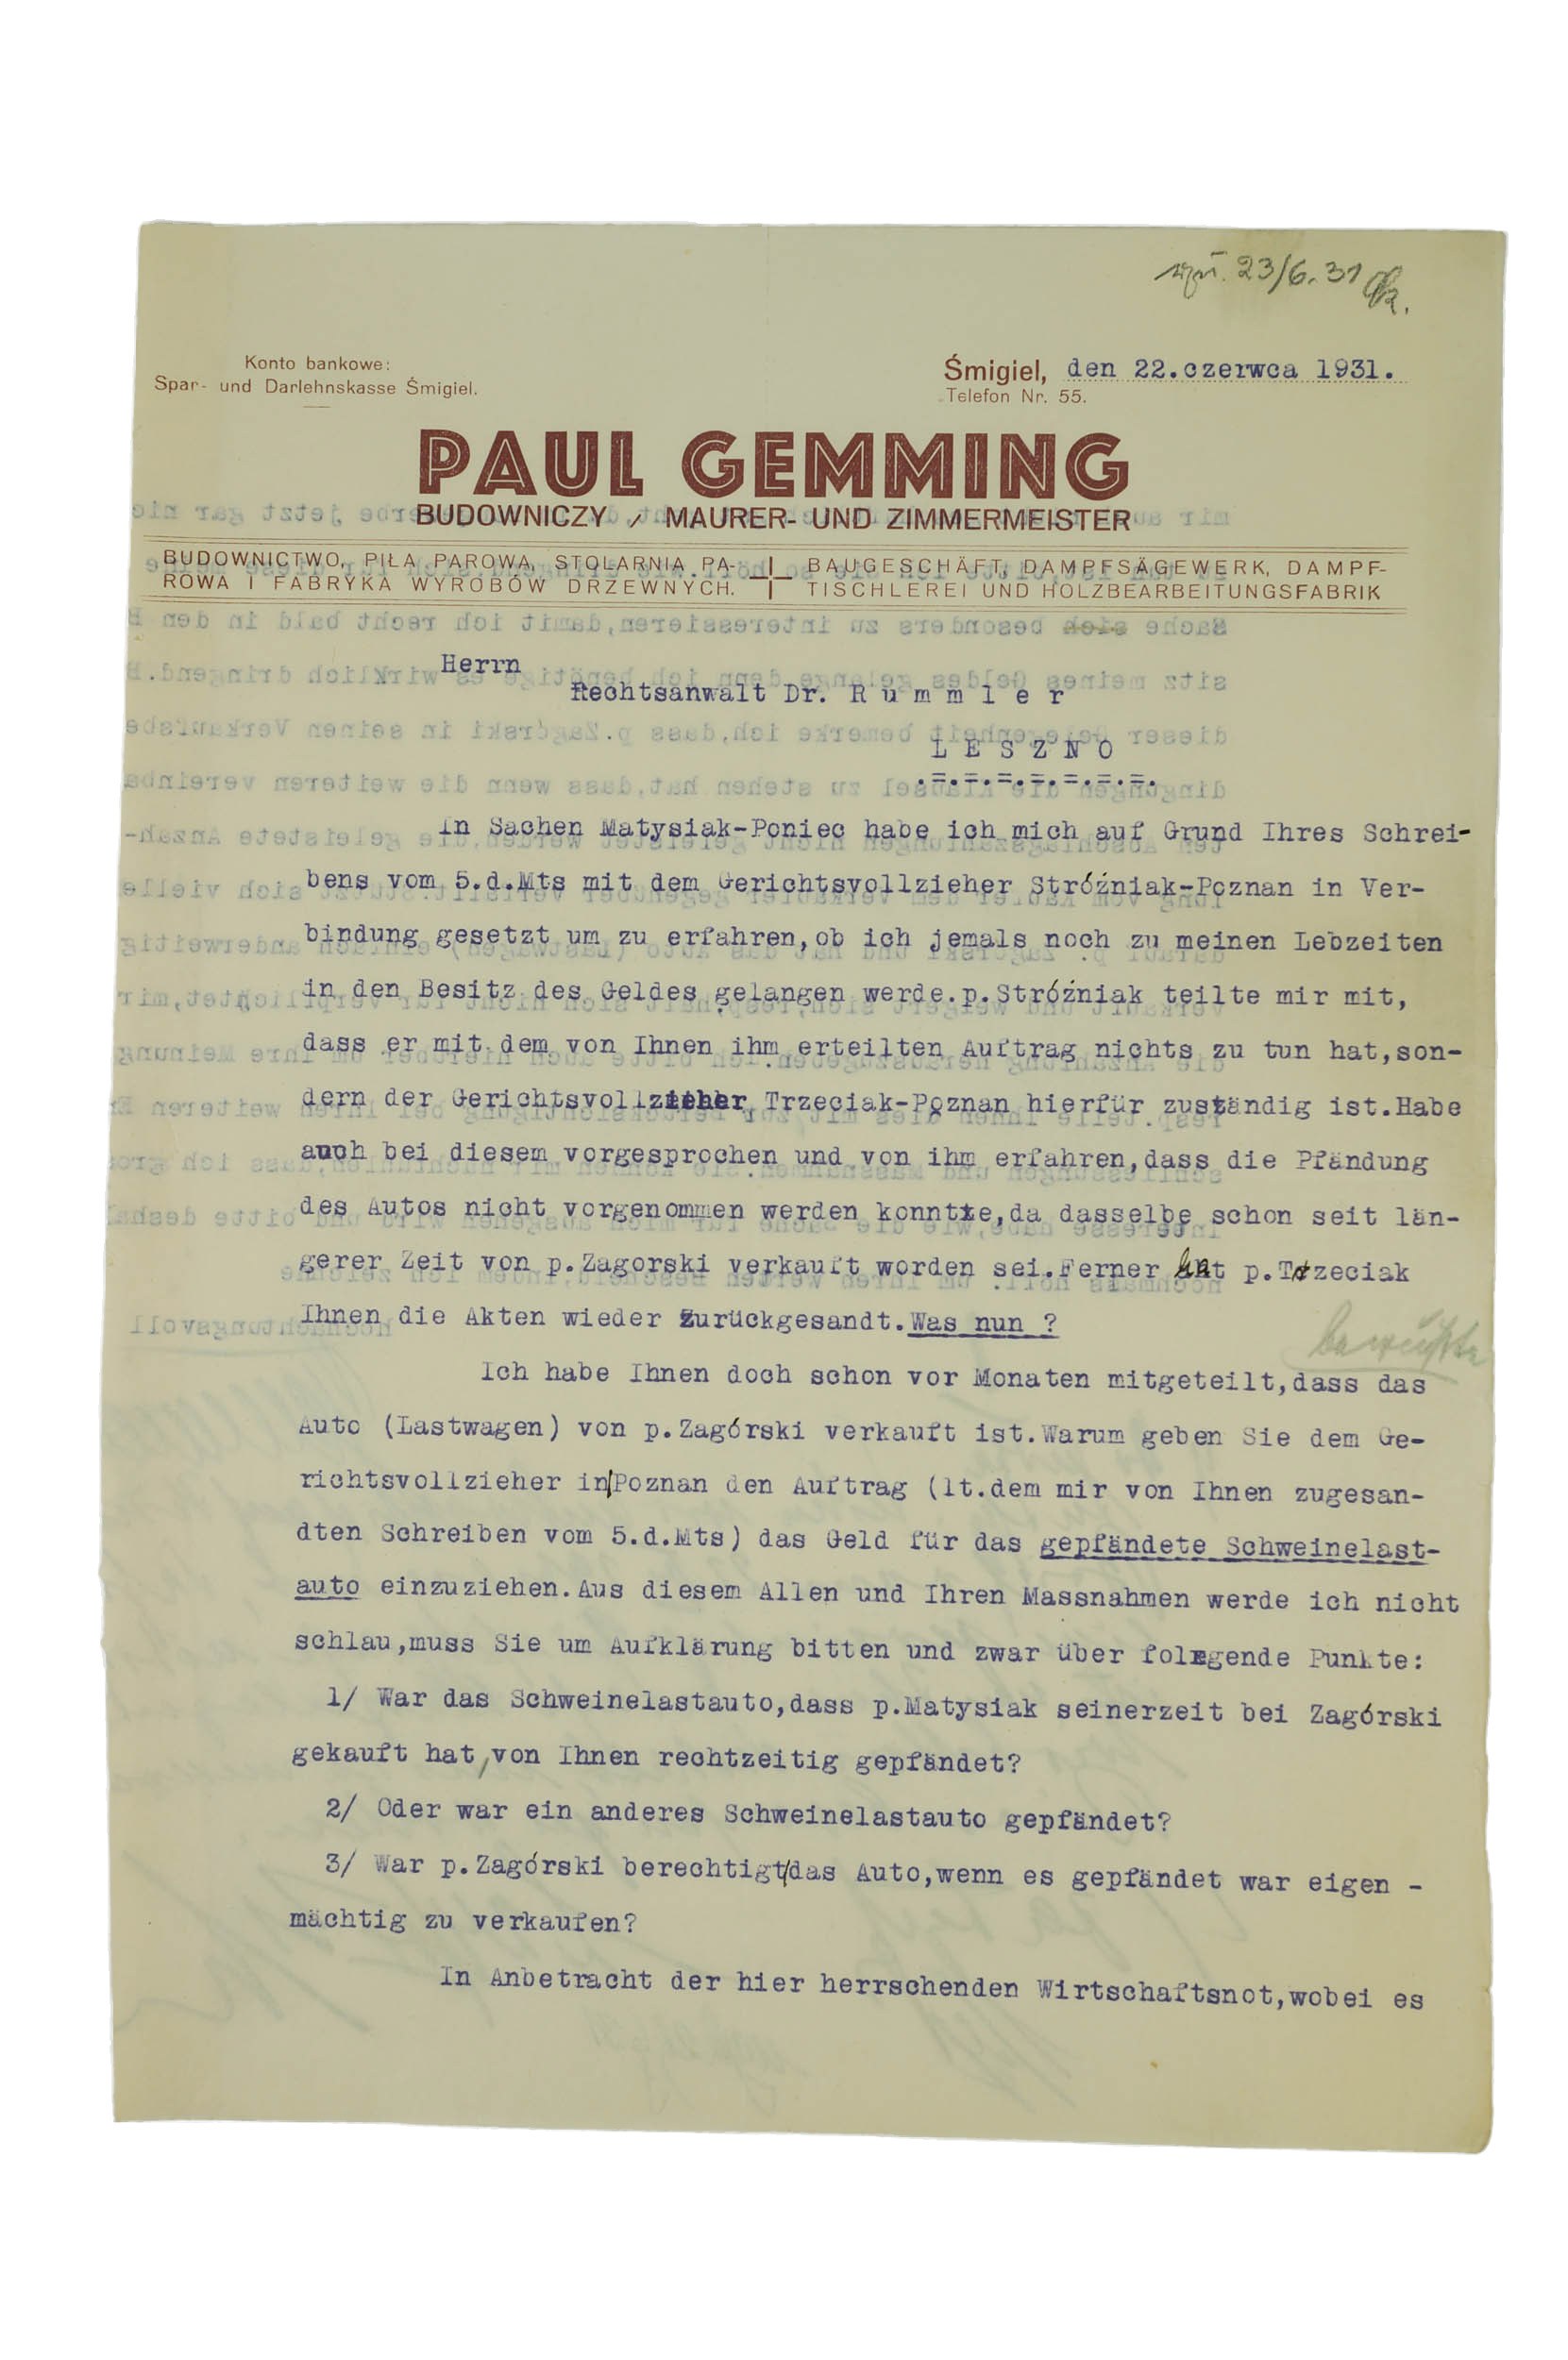 23/6.31
Konto bankowe:
Spar- und Darlehnskasse Śmigiel.
Śmigiel, den 22.czerwca 1931.
Telefon Nr. 55.
PAUL GEMMING
BUDOWNICZY / MAURER- UND ZIMMERMEISTER
BUDOWNICTWO, PIŁA PAROWA, STOLARNIA PA-
ROWA I FABRYKA WYROBÓW DRZEWNYCH.
BAUGESCHÄFT, DAMPFSÄGEWERK, DAMPF-
TISCHLEREI UND HOLZBEARBEITUNGSFABRIK
Herrn
Rechtsanwalt Dr. R u m m l e r
L E S Z N O
.=.=.=.=.=.=.=.
In Sachen Matysiak-Poniec habe ich mich auf Grund Ihres Schrei-
bens vom 5.d.Mts mit dem Gerichtsvollzieher Stróźniak-Poznan in Ver-
bindung gesetzt um zu erfahren,ob ich jemals noch zu meinen Lebzeiten
in den Besitz des Geldes gelangen werde.p.Stróźniak teilte mir mit,
dass er mit dem von Ihnen ihm erteilten Auftrag nichts zu tun hat,son-
dern der Gerichtsvollzieher Trzeciak-Poznan hierfür zuständig ist.Habe
auch bei diesem vorgesprochen und von ihm erfahren,dass die Pfändung
des Autos nicht vorgenommen werden konnte,da dasselbe schon seit län-
gerer Zeit von p.Zagorski verkauft worden sei.Ferner hat p.Trzeciak
Ihnen die Akten wieder zurückgesandt.Was nun ?
bewußte
Ich habe Ihnen doch schon vor Monaten mitgeteilt,dass das
Auto (Lastwagen) von p.Zagórski verkauft ist.Warum geben Sie dem Ge-
richtsvollzieher in Poznan den Auftrag (lt.dem mir von Ihnen zugesan-
dten Schreiben vom 5.d.Mts) das Geld für das gepfändete Schweinelast-
auto einzuziehen.Aus diesem Allen und Ihren Massnahmen werde ich nicht
schlau,muss Sie um Aufklärung bitten und zwar über folgende Punkte:
1/ War das Schweinelastauto,dass p.Matysiak seinerzeit bei Zagórski
gekauft hat,von Ihnen rechtzeitig gepfändet?
2/ Oder war ein anderes Schweinelastauto gepfändet?
3/ War p.Zagórski berechtigt/das Auto,wenn es gepfändet war eigen -
mächtig zu verkaufen?
In Anbetracht der hier herrschenden Wirtschaftsnot,wobei es